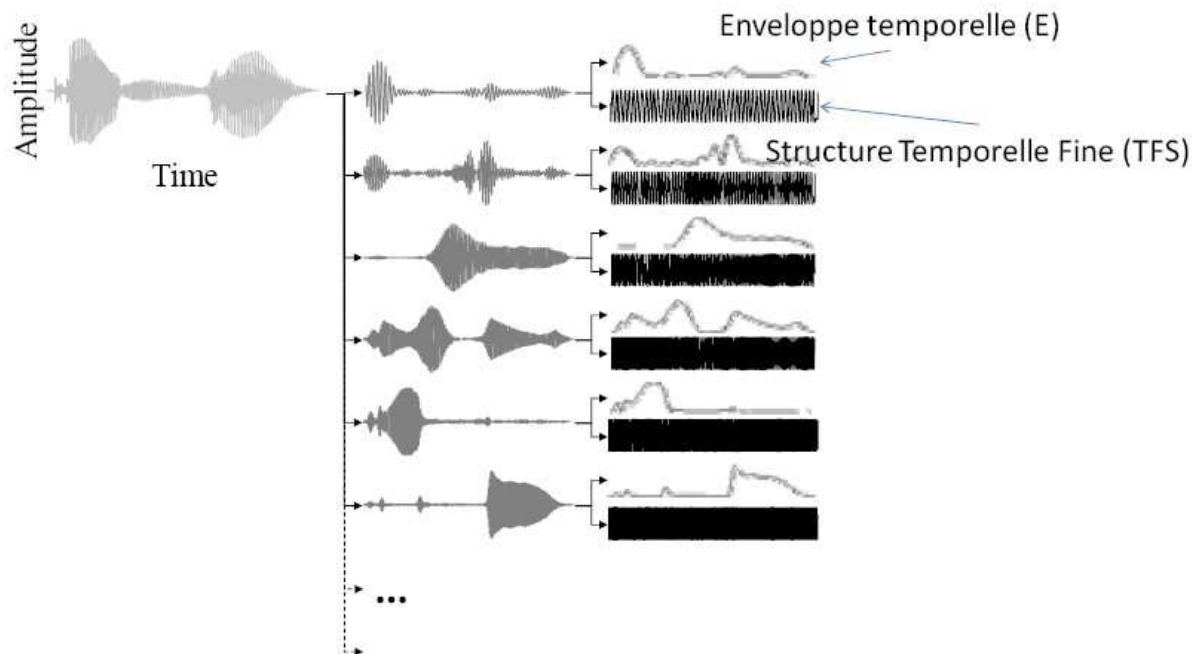 Enveloppe temporelle (E)
Amplitude
Structure Temporelle Fine (TFS)
Time
...